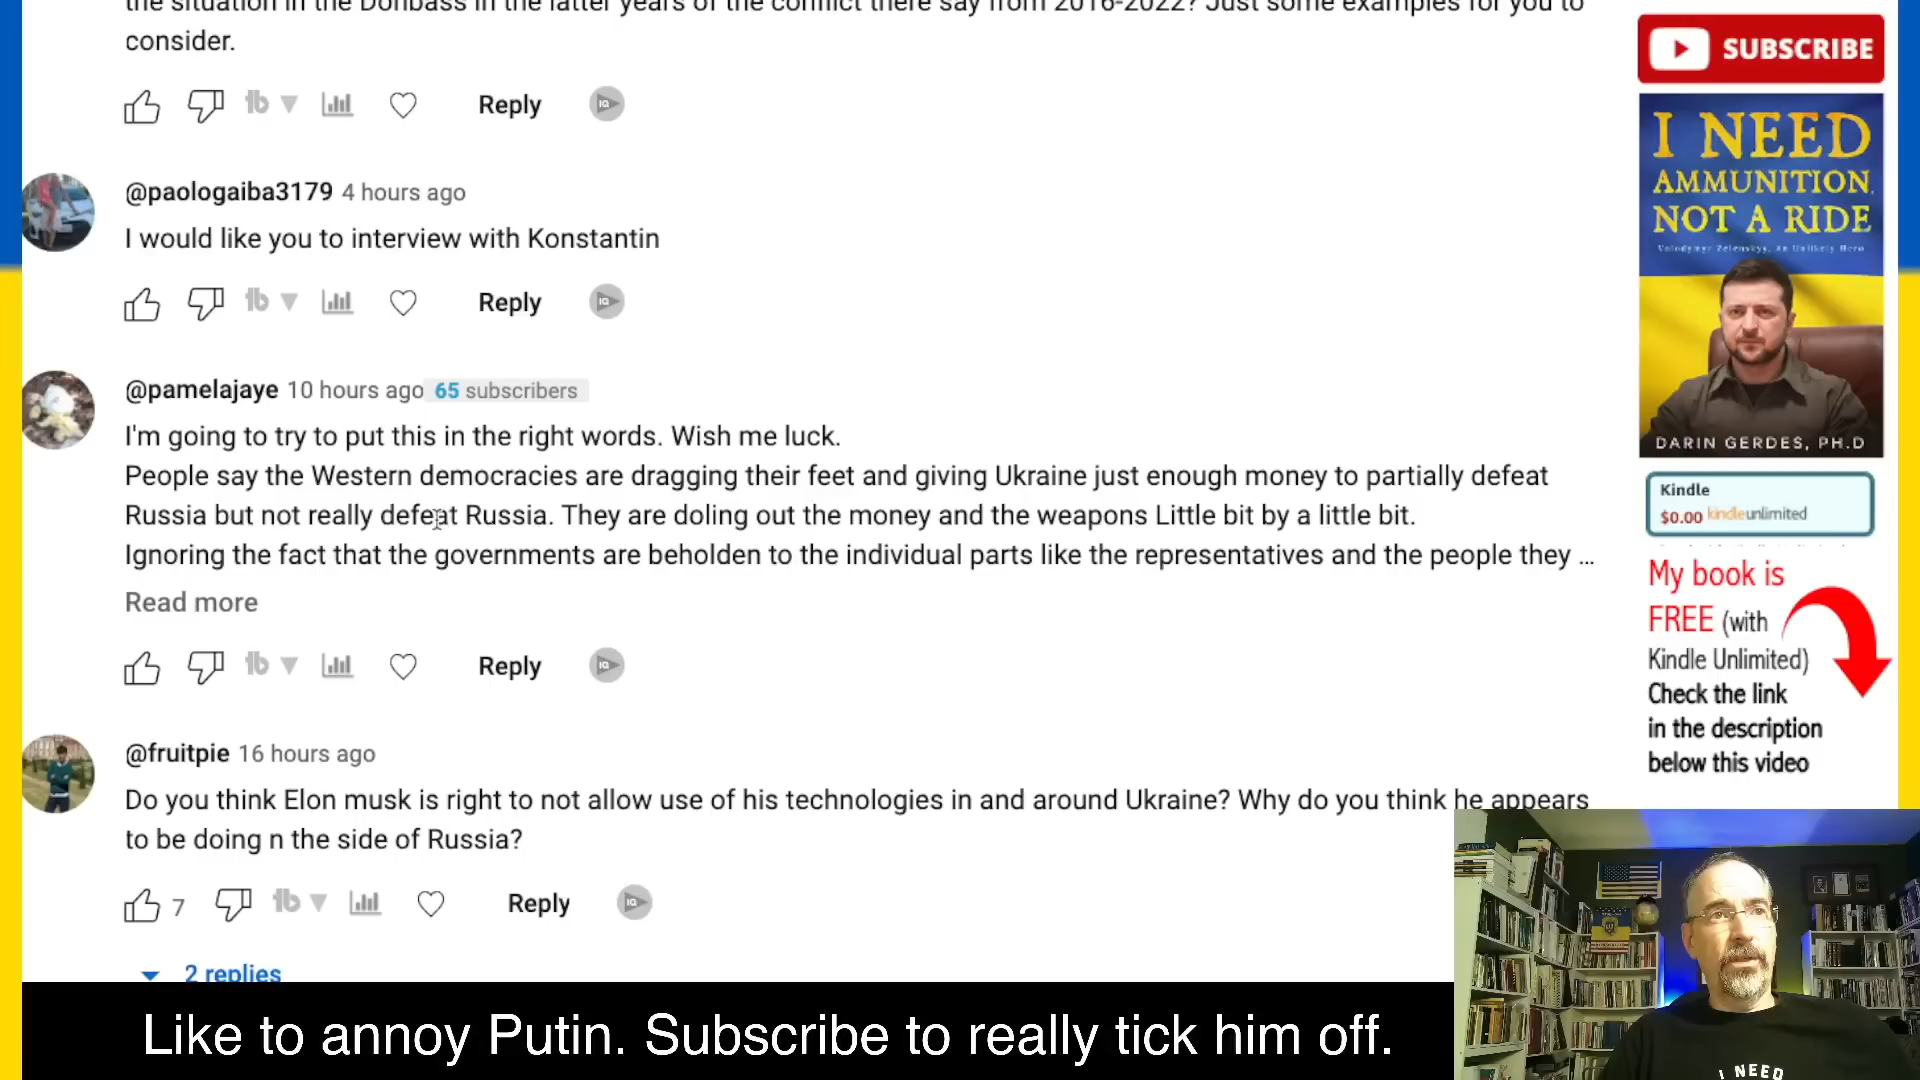 the situation in the Donbass in the latter years of the conflict there say from 2016-2022? Just some examples for you to
consider.
Reply
@paologaiba3179 4 hours ago
I would like you to interview with Konstantin
Reply
@pamelajaye 10 hours ago 65 subscribers
I'm going to try to put this in the right words. Wish me luck.
People say the Western democracies are dragging their feet and giving Ukraine just enough money to partially defeat
Russia but not really defeat Russia. They are doling out the money and the weapons Little bit by a little bit.
Ignoring the fact that the governments are beholden to the individual parts like the representatives and the people they ...
Read more
Reply
@fruitpie 16 hours ago
Do you think Elon musk is right to not allow use of his technologies in and around Ukraine? Why do you think he appears
to be doing n the side of Russia?
7 Reply
2 replies
SUBSCRIBE
I NEED
AMMUNITION,
NOT A RIDE
Volodymyr Zelenskyy, An Unlikely Hero
DARIN GERDES, PH.D
Kindle
$0.00 kindleunlimited
My book is
FREE (with
Kindle Unlimited)
Check the link
in the description
below this video
I NEED
Like to annoy Putin. Subscribe to really tick him off.